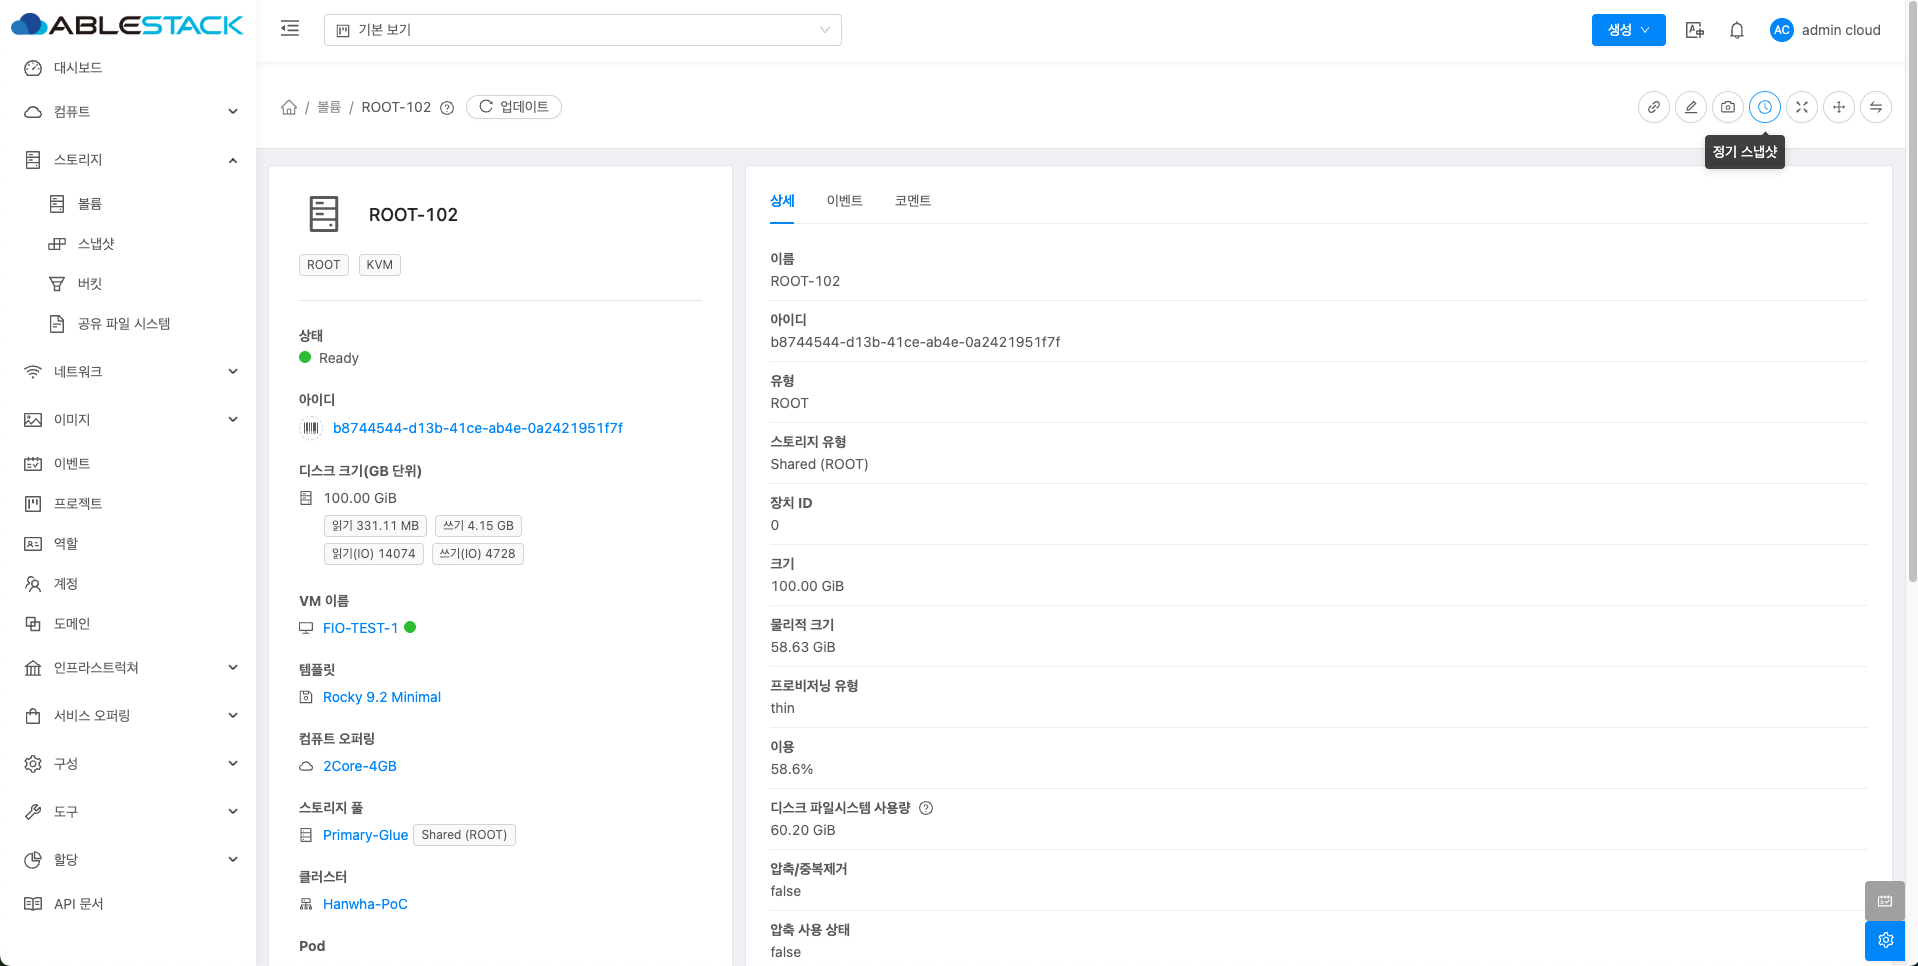 ABLESTACK
기본 보기
생성
AC
admin cloud
대시보드
컴퓨트
스토리지
볼륨
스냅샷
버킷
공유 파일 시스템
네트워크
이미지
이벤트
프로젝트
역할
계정
도메인
인프라스트럭쳐
서비스 오퍼링
구성
도구
할당
API 문서
/ 볼륨 / ROOT-102
업데이트
정기 스냅샷
ROOT-102
ROOT
KVM
상태
Ready
아이디
b8744544-d13b-41ce-ab4e-0a2421951f7f
디스크 크기(GB 단위)
100.00 GiB
읽기 331.11 MB
쓰기 4.15 GB
읽기(IO) 14074
쓰기(IO) 4728
VM 이름
FIO-TEST-1
템플릿
Rocky 9.2 Minimal
컴퓨트 오퍼링
2Core-4GB
스토리지 풀
Primary-Glue
Shared (ROOT)
클러스터
Hanwha-PoC
Pod
상세
이벤트
코멘트
이름
ROOT-102
아이디
b8744544-d13b-41ce-ab4e-0a2421951f7f
유형
ROOT
스토리지 유형
Shared (ROOT)
장치 ID
0
크기
100.00 GiB
물리적 크기
58.63 GiB
프로비저닝 유형
thin
이용
58.6%
디스크 파일시스템 사용량
60.20 GiB
압축/중복제거
false
압축 사용 상태
false